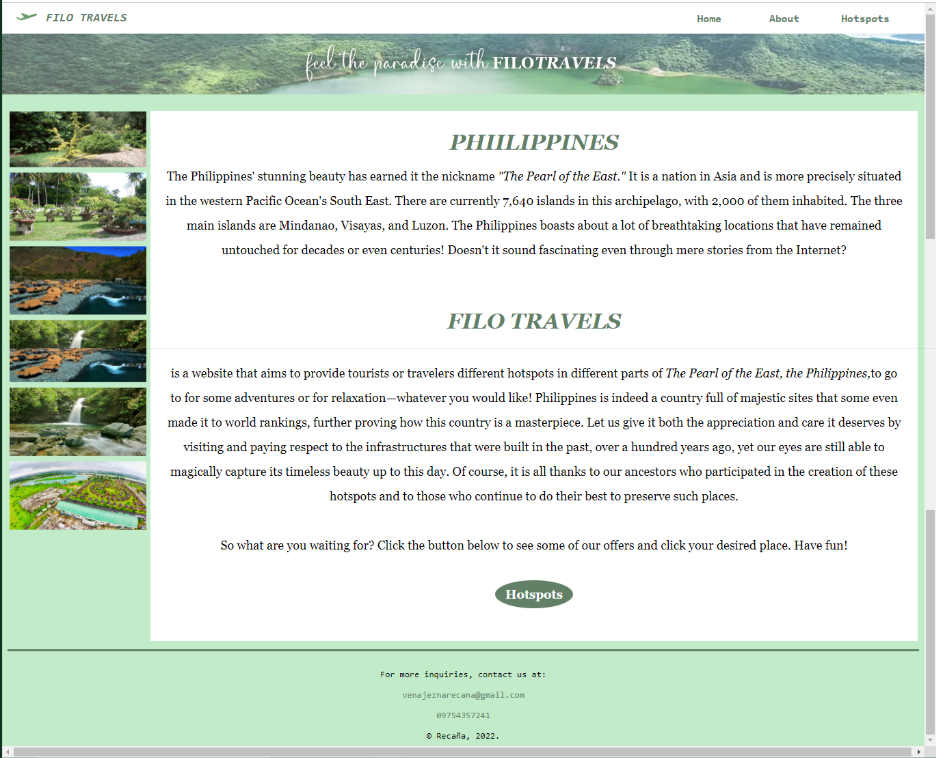 FILO TRAVELS
Home About Hotspots
feel the paradise with FILOTRAVELS
PHIILIPPINES
The Philippines' stunning beauty has earned it the nickname "The Pearl of the East." It is a nation in Asia and is more precisely situated
in the western Pacific Ocean's South East. There are currently 7,640 islands in this archipelago, with 2,000 of them inhabited. The three
main islands are Mindanao, Visayas, and Luzon. The Philippines boasts about a lot of breathtaking locations that have remained
untouched for decades or even centuries! Doesn't it sound fascinating even through mere stories from the Internet?
FILO TRAVELS
is a website that aims to provide tourists or travelers different hotspots in different parts of The Pearl of the East, the Philippines,to go
to for some adventures or for relaxation—whatever you would like! Philippines is indeed a country full of majestic sites that some even
made it to world rankings, further proving how this country is a masterpiece. Let us give it both the appreciation and care it deserves by
visiting and paying respect to the infrastructures that were built in the past, over a hundred years ago, yet our eyes are still able to
magically capture its timeless beauty up to this day. Of course, it is all thanks to our ancestors who participated in the creation of these
hotspots and to those who continue to do their best to preserve such places.
So what are you waiting for? Click the button below to see some of our offers and click your desired place. Have fun!
Hotspots
For more inquiries, contact us at:
venajeznarecana@gmail.com
09754357241
© Recaña, 2022.